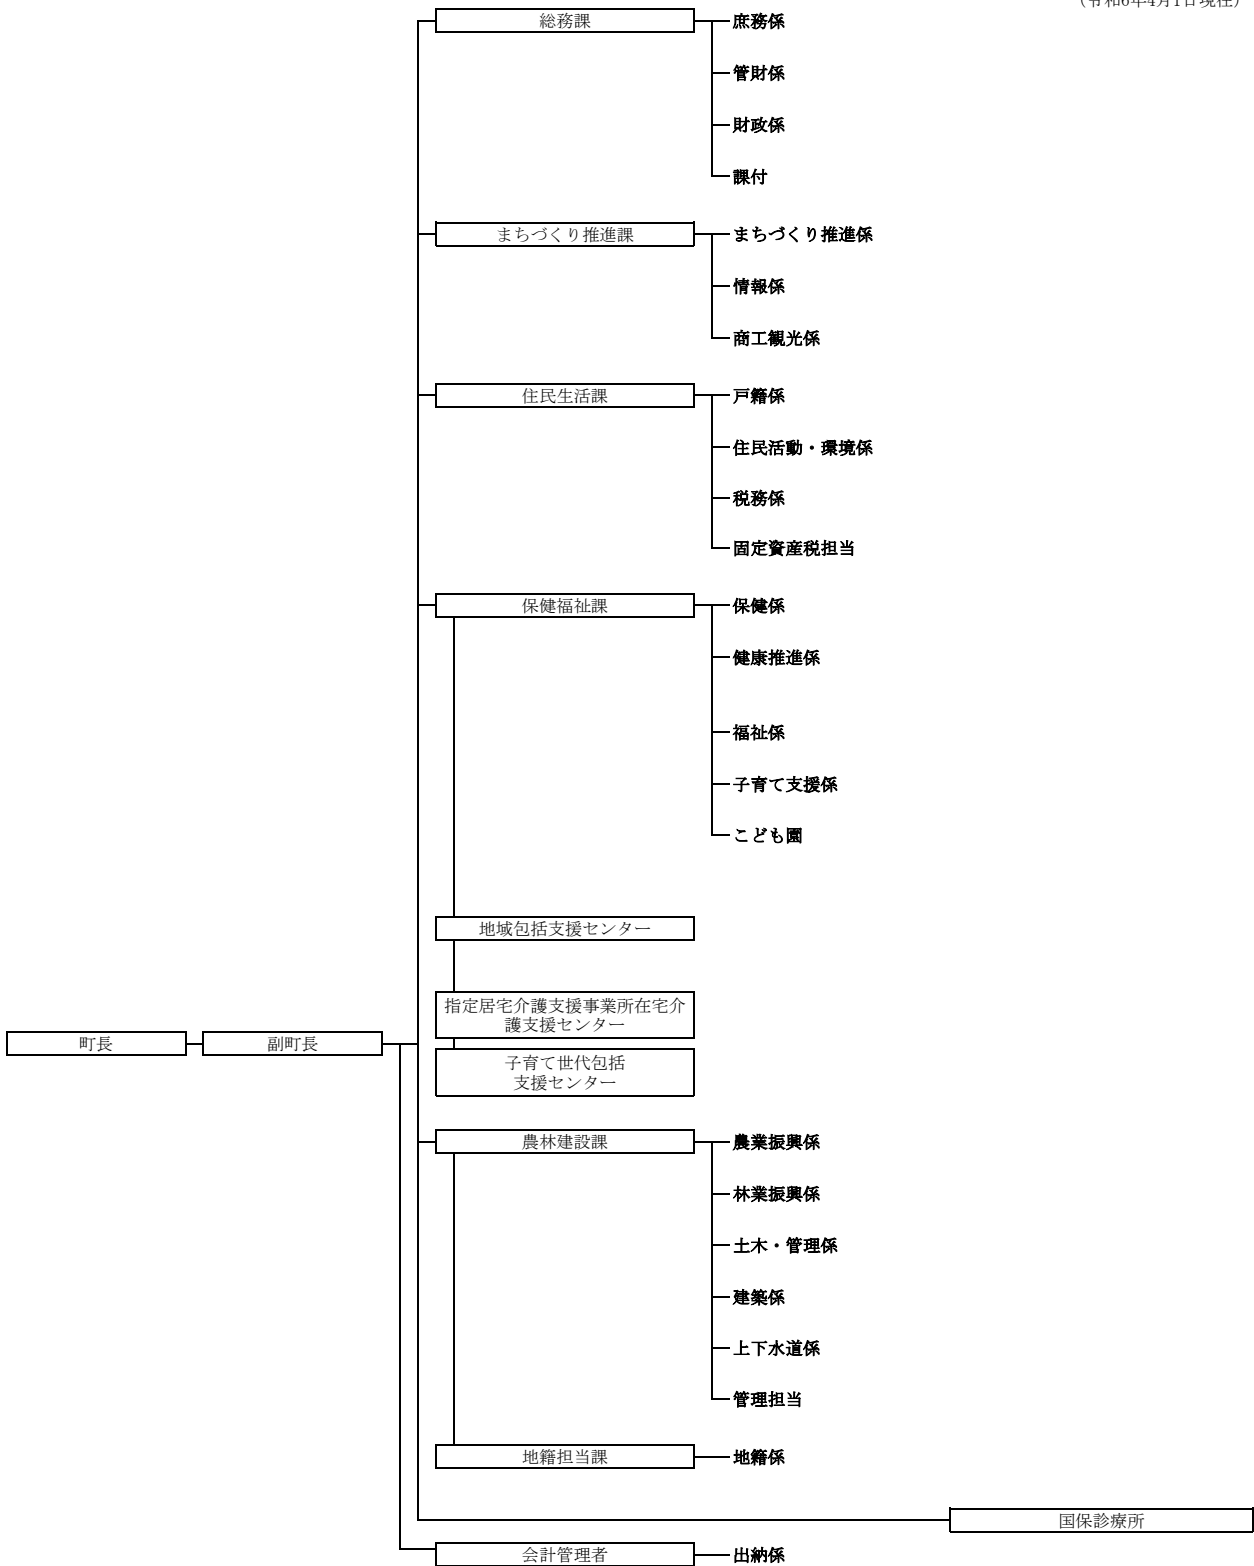 (令和6年4月1日現在)
総務課
庶務係
管財係
財政係
課付
まちづくり推進課
まちづくり推進係
情報係
商工観光係
住民生活課
戸籍係
住民活動・環境係
税務係
固定資産税担当
保健福祉課
保健係
健康推進係
福祉係
子育て支援係
こども園
地域包括支援センター
指定居宅介護支援事業所在宅介
護支援センター
町長
副町長
子育て世代包括
支援センター
農林建設課
農業振興係
林業振興係
土木・管理係
建築係
上下水道係
管理担当
地籍担当課
地籍係
国保診療所
会計管理者
出納係